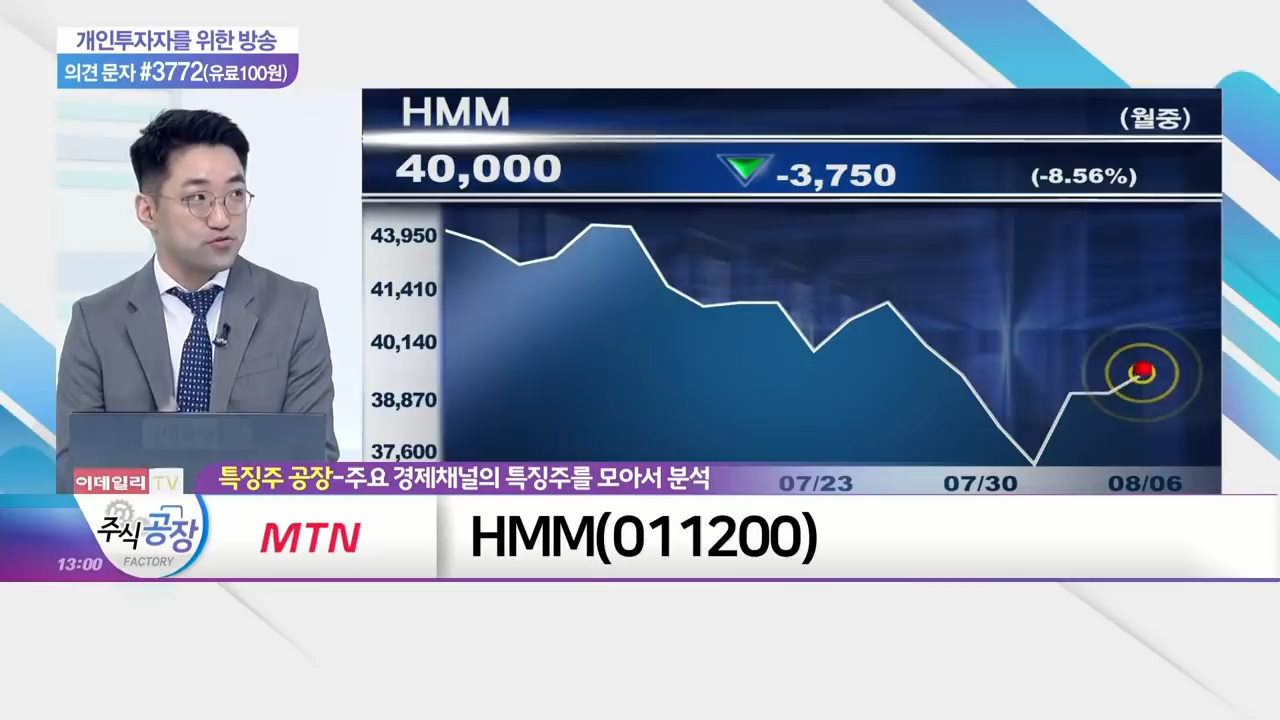 개인투자자를 위한 방송
의견 문자 #3772(유료100원)
HMM
(월중)
40,000
-3,750
(-8.56%)
43,950
41,410
40,140
38,870
37,600
07/23
07/30
08/06
이데일리 TV
특징주 공장-주요 경제채널의 특징주를 모아서 분석
주식공장
FACTORY
13:00
MTN
HMM(011200)